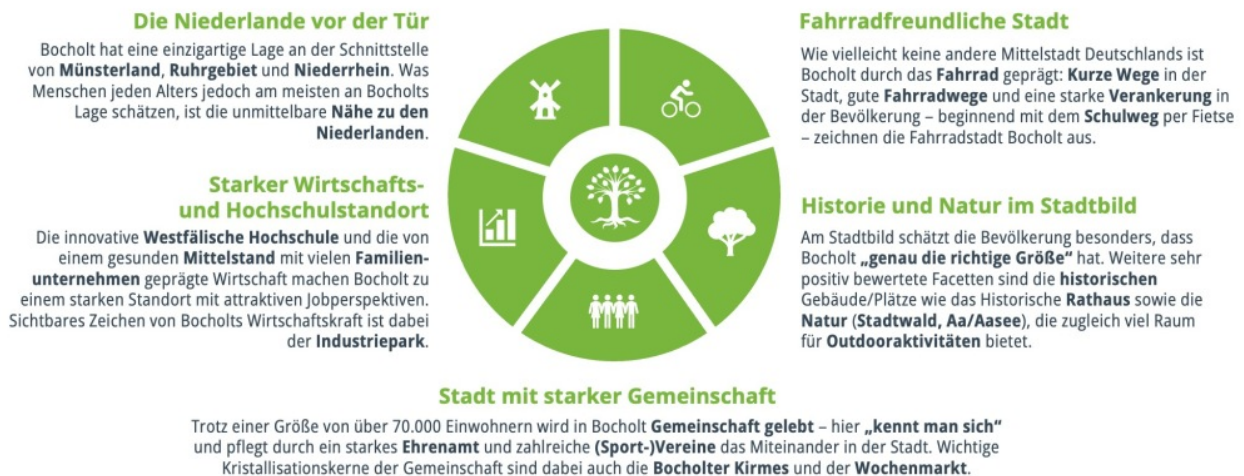 Die Niederlande vor der Tür
Bocholt hat eine einzigartige Lage an der Schnittstelle
von Münsterland, Ruhrgebiet und Niederrhein. Was
Menschen jeden Alters jedoch am meisten an Bocholts
Lage schätzen, ist die unmittelbare Nähe zu den
Niederlanden.
Fahrradfreundliche Stadt
Wie vielleicht keine andere Mittelstadt Deutschlands ist
Bocholt durch das Fahrrad geprägt: Kurze Wege in der
Stadt, gute Fahrradwege und eine starke Verankerung in
der Bevölkerung – beginnend mit dem Schulweg per Fietse
– zeichnen die Fahrradstadt Bocholt aus.
Starker Wirtschafts-
und Hochschulstandort
Die innovative Westfälische Hochschule und die von
einem gesunden Mittelstand mit vielen Familien-
unternehmen geprägte Wirtschaft machen Bocholt zu
einem starken Standort mit attraktiven Jobperspektiven.
Sichtbares Zeichen von Bocholts Wirtschaftskraft ist dabei
der Industriepark.
Historie und Natur im Stadtbild
Am Stadtbild schätzt die Bevölkerung besonders, dass
Bocholt „genau die richtige Größe“ hat. Weitere sehr
positiv bewertete Facetten sind die historischen
Gebäude/Plätze wie das Historische Rathaus sowie die
Natur (Stadtwald, Aa/Aasee), die zugleich viel Raum
für Outdooraktivitäten bietet.
Stadt mit starker Gemeinschaft
Trotz einer Größe von über 70.000 Einwohnern wird in Bocholt Gemeinschaft gelebt – hier „kennt man sich“
und pflegt durch ein starkes Ehrenamt und zahlreiche (Sport-)Vereine das Miteinander in der Stadt. Wichtige
Kristallisationskerne der Gemeinschaft sind dabei auch die Bocholter Kirmes und der Wochenmarkt.